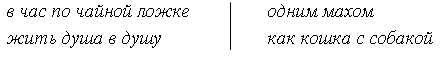 в час по чайной ложке
жить душа в душу
одним махом
как кошка с собакой